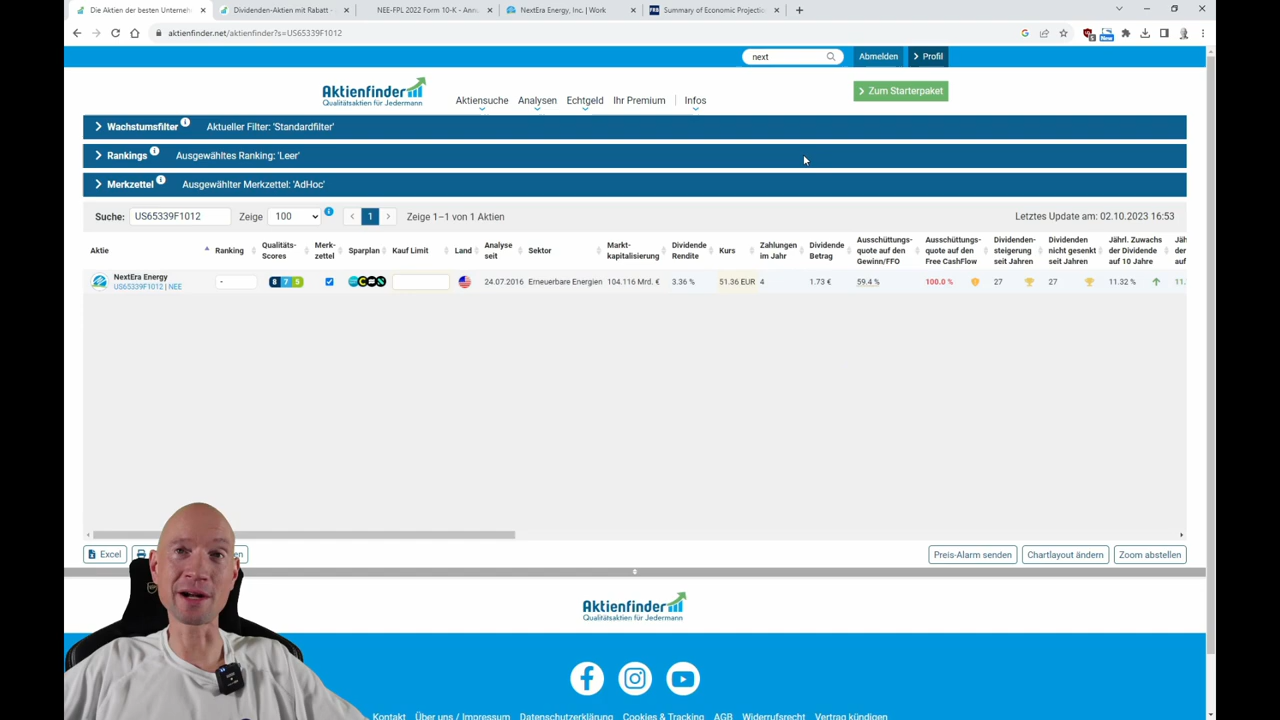 Die Aktien der besten Unterneh
Dividenden-Aktien mit Rabatt -
NEE-FPL 2022 Form 10-K - Annu
NextEra Energy, Inc. | Work
FRB
Summary of Economic Projection
aktienfinder.net/aktienfinder?s=US65339F1012
New
next
Abmelden
Profil
Aktienfinder
Qualitätsaktien für Jedermann
Aktiensuche
Analysen
Echtgeld
Ihr Premium
Infos
Zum Starterpaket
Wachstumsfilter
Aktueller Filter: 'Standardfilter'
Rankings
Ausgewähltes Ranking: 'Leer'
Merkzettel
Ausgewählter Merkzettel: 'AdHoc'
Suche: US65339F1012 Zeige 100 1 Zeige 1–1 von 1 Aktien
Letztes Update am: 02.10.2023 16:53
Aktie
Ranking
Qualitäts-
Scores
Merk-
zettel
Sparplan
Kauf Limit
Land
Analyse
seit
Sektor
Markt-
kapitalisierung
Dividende
Rendite
Kurs
Zahlungen
im Jahr
Dividende
Betrag
Ausschüttungs-
quote auf den
Gewinn/FFO
Ausschüttungs-
quote auf den
Free CashFlow
Dividenden-
steigerung
seit Jahren
Dividenden
nicht gesenkt
seit Jahren
Jährl. Zuwachs
der Dividende
auf 10 Jahre
Jäh
der
auf
NextEra Energy
US65339F1012 | NEE
-
8 7 5
24.07.2016
Erneuerbare Energien
104.116 Mrd. €
3.36 %
51.36 EUR
4
1.73 €
59.4 %
100.0 %
27
27
11.32 %
11.
Excel
en
Preis-Alarm senden
Chartlayout ändern
Zoom abstellen
Aktienfinder
Qualitätsaktien für Jedermann
Kontakt
Über uns / Impressum
Datenschutzerklärung
Cookies & Tracking
AGB
Widerrufsrecht
Vertrag kündigen